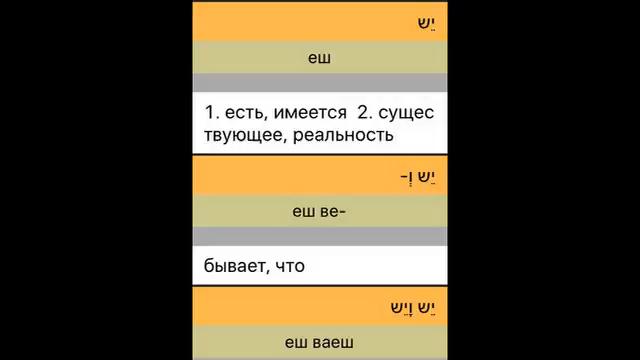 יֵש
еш
1. есть, имеется 2. сущес
твующее, реальность
יֵש וְ-
еш ве-
бывает, что
יֵש וָיֵש
еш ваеш